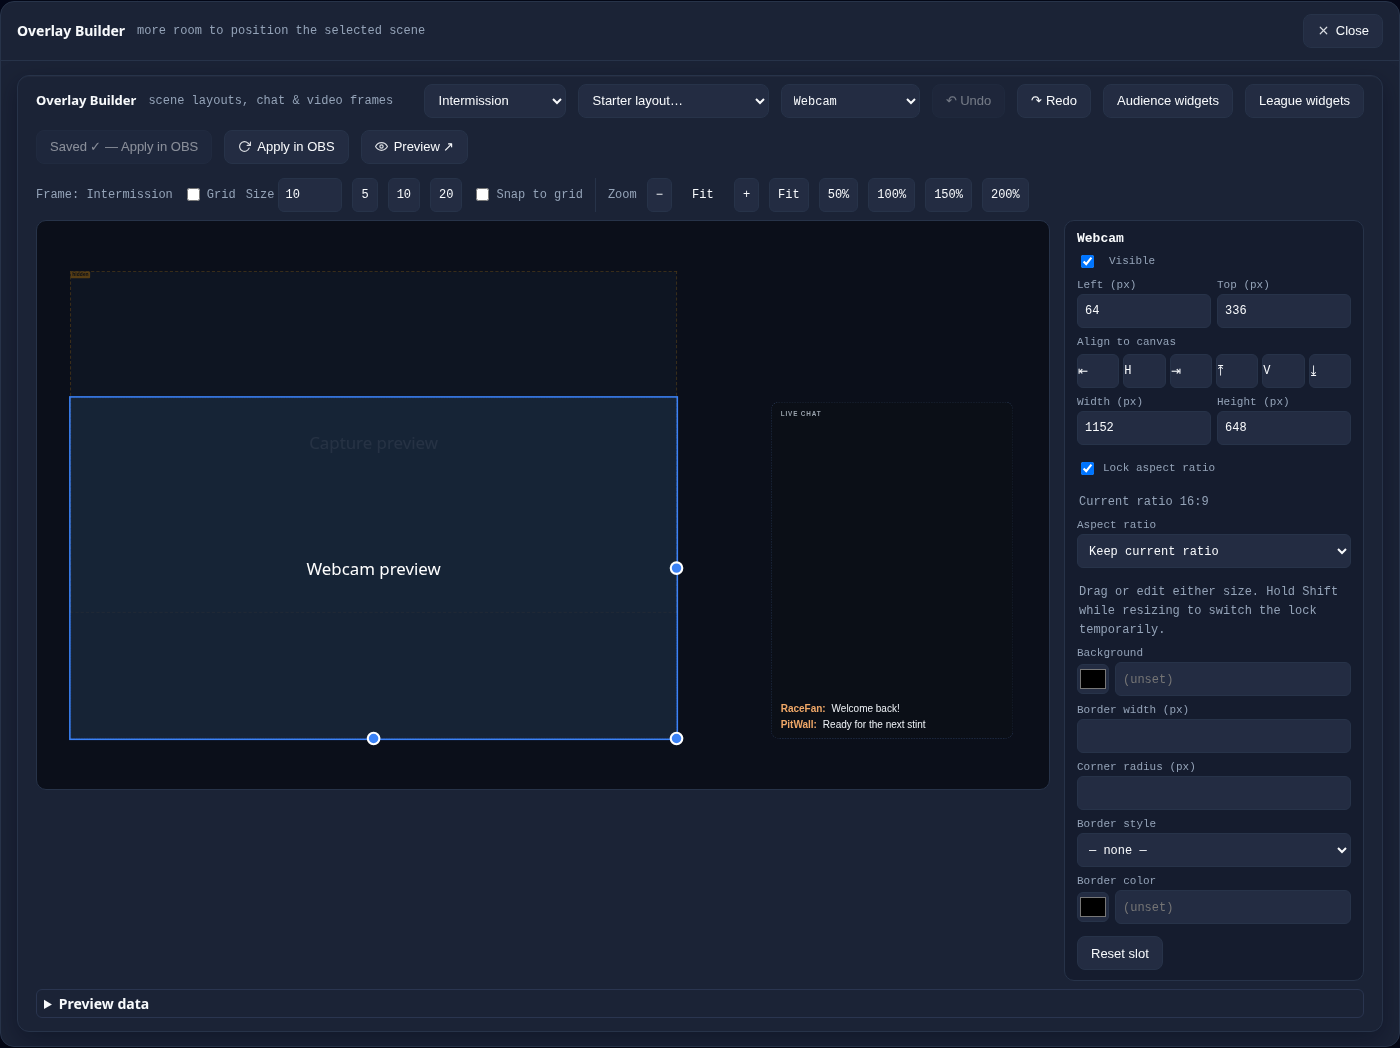 Overlay Builder more room to position the selected scene
✕ Close
Overlay Builder scene layouts, chat & video frames Intermission Starter layout… Webcam ↶ Undo ↷ Redo Audience widgets League widgets
Saved ✓ — Apply in OBS Apply in OBS Preview ↗
Frame: Intermission Grid Size 10 5 10 20 Snap to grid Zoom − Fit + Fit 50% 100% 150% 200%
Capture preview
Webcam preview
LIVE CHAT
RaceFan: Welcome back!
PitWall: Ready for the next stint
Webcam
Visible
Left (px) Top (px)
64 336
Align to canvas
⇤ H ⇥ ⤒ V ⤓
Width (px) Height (px)
1152 648
Lock aspect ratio
Current ratio 16:9
Aspect ratio
Keep current ratio
Drag or edit either size. Hold Shift
while resizing to switch the lock
temporarily.
Background
(unset)
Border width (px)
Corner radius (px)
Border style
— none —
Border color
(unset)
Reset slot
▶ Preview data